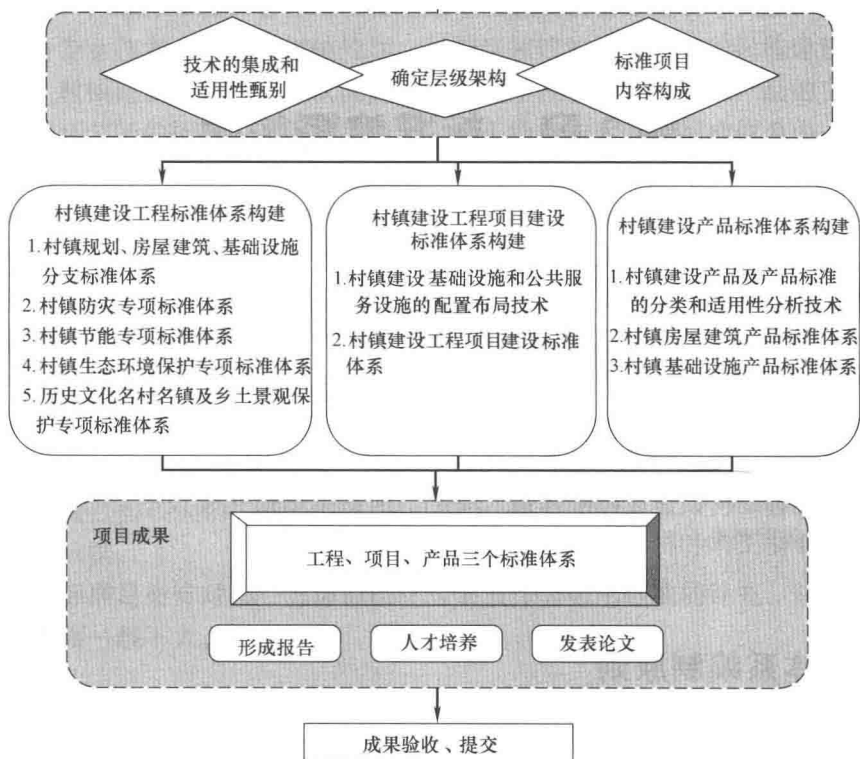 技术的集成和
适用性甄别
确定层级架构
标准项目
内容构成
村镇建设工程标准体系构建
1.村镇规划、房屋建筑、基础设施
分支标准体系
2.村镇防灾专项标准体系
3.村镇节能专项标准体系
4.村镇生态环境保护专项标准体系
5.历史文化名村名镇及乡土景观保
护专项标准体系
村镇建设工程项目建设
标准体系构建
1.村镇建设基础设施和公共服
务设施的配置布局技术
2.村镇建设工程项目建设标准
体系
村镇建设产品标准体系构建
1.村镇建设产品及产品标准
的分类和适用性分析技术
2.村镇房屋建筑产品标准体系
3.村镇基础设施产品标准体系
项目成果
工程、项目、产品三个标准体系
形成报告
人才培养
发表论文
成果验收、提交